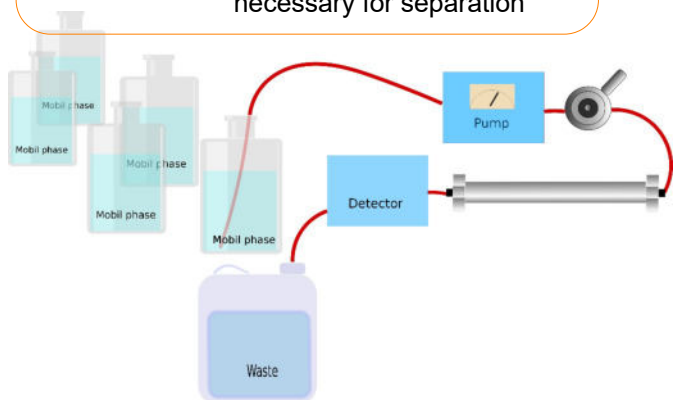 necessary for separation
Mobil phase
Mobil phase
Mobil phase
Mobil phase
Mobil phase
Pump
Detector
Waste